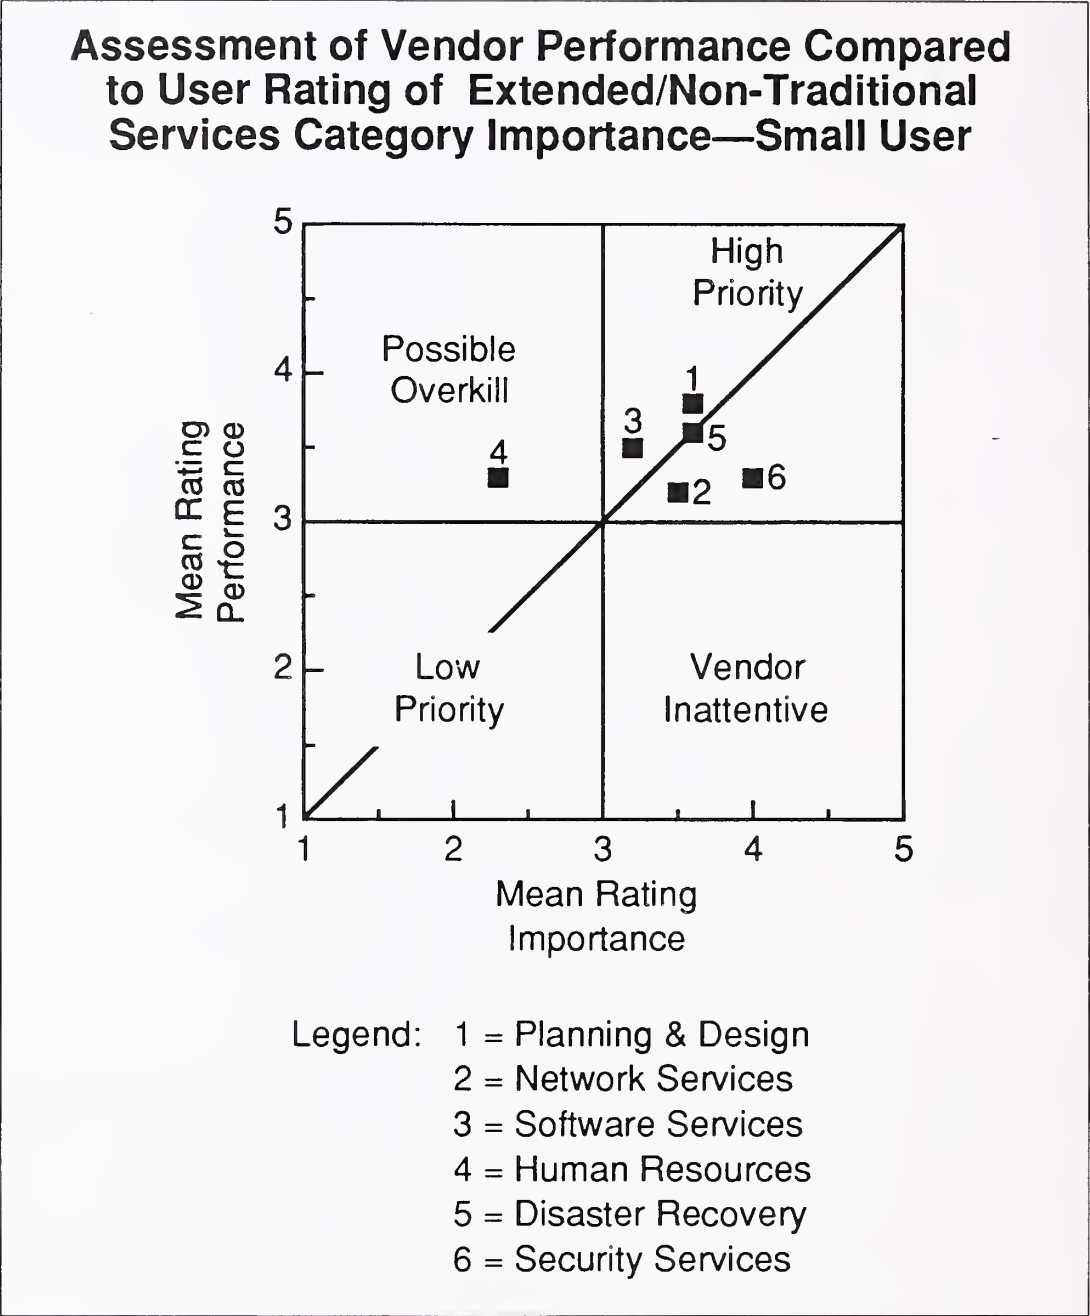 Assessment of Vendor Performance Compared
to User Rating of Extended/Non-Traditional
Services Category Importance—Small User
5
High
Priority
Possible
Overkill
4
1
3
5
4
6
2
3
Mean Rating
Performance
Low
Priority
Vendor
Inattentive
2
1
1
2
3
4
5
Mean Rating
Importance
Legend: 1 = Planning & Design
2 = Network Services
3 = Software Services
4 = Human Resources
5 = Disaster Recovery
6 = Security Services